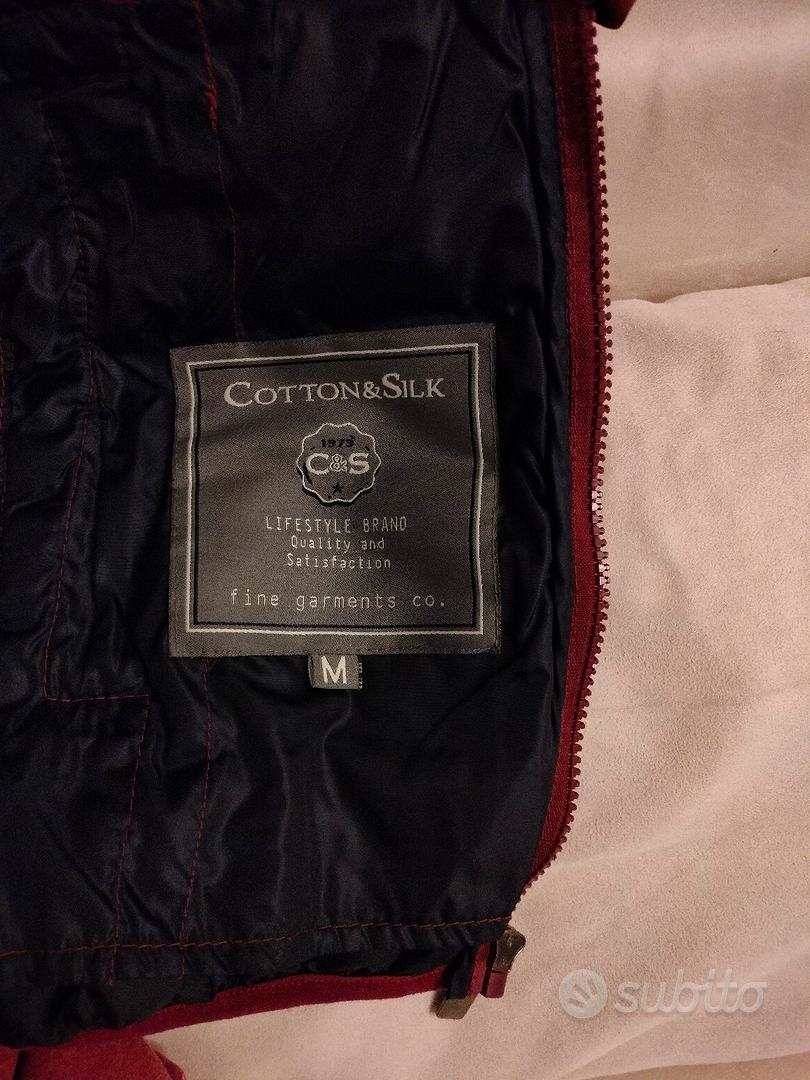 COTTON&SILK
1973
C&S
LIFESTYLE BRAND
Quality and
Satisfaction
fine garments co.
M
subito